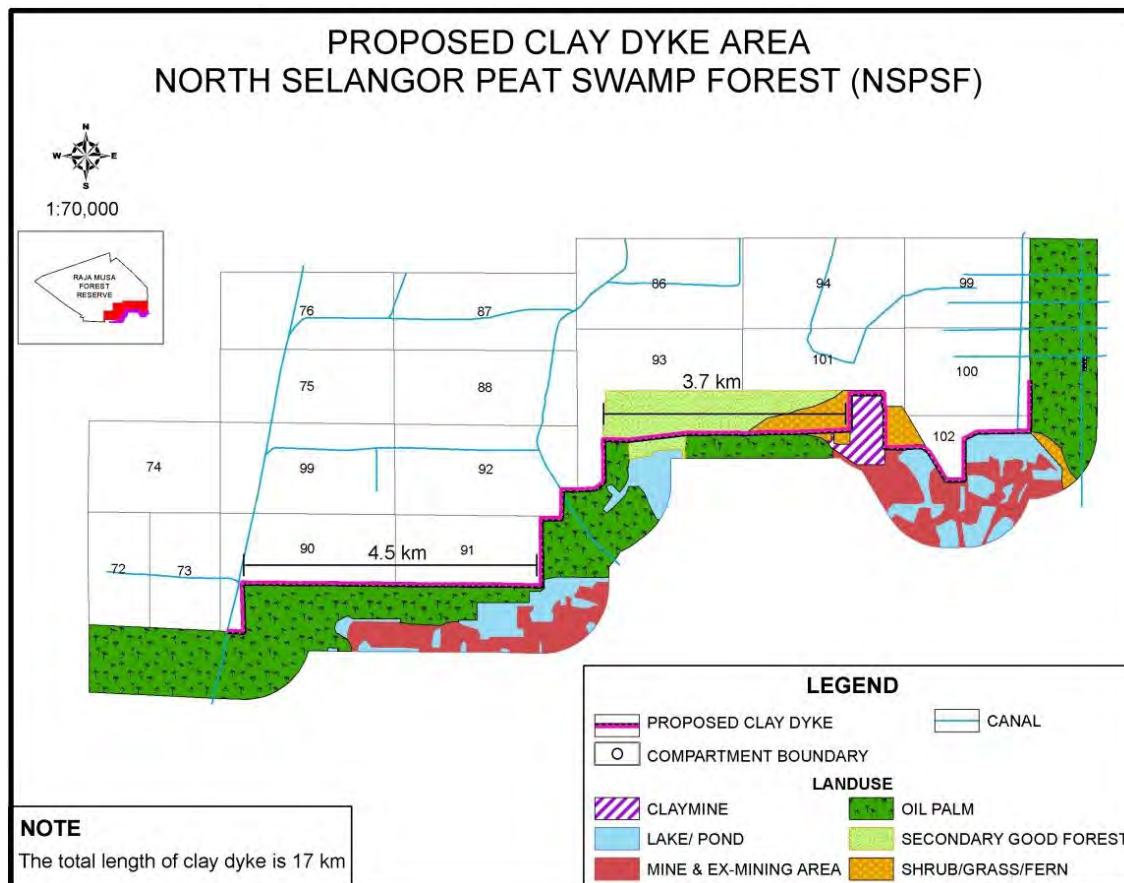 PROPOSED CLAY DYKE AREA
NORTH SELANGOR PEAT SWAMP FOREST (NSPSF)
N
W E
S
1:70,000
RAJA MUSA
FOREST
RESERVE
86
94
99
76
87
93
101
100
75
88
3.7 km
102
74
99
92
90
4.5 km
91
72
73
LEGEND
PROPOSED CLAY DYKE
CANAL
COMPARTMENT BOUNDARY
LANDUSE
CLAYMINE
OIL PALM
LAKE/ POND
SECONDARY GOOD FOREST
MINE & EX-MINING AREA
SHRUB/GRASS/FERN
NOTE
The total length of clay dyke is 17 km